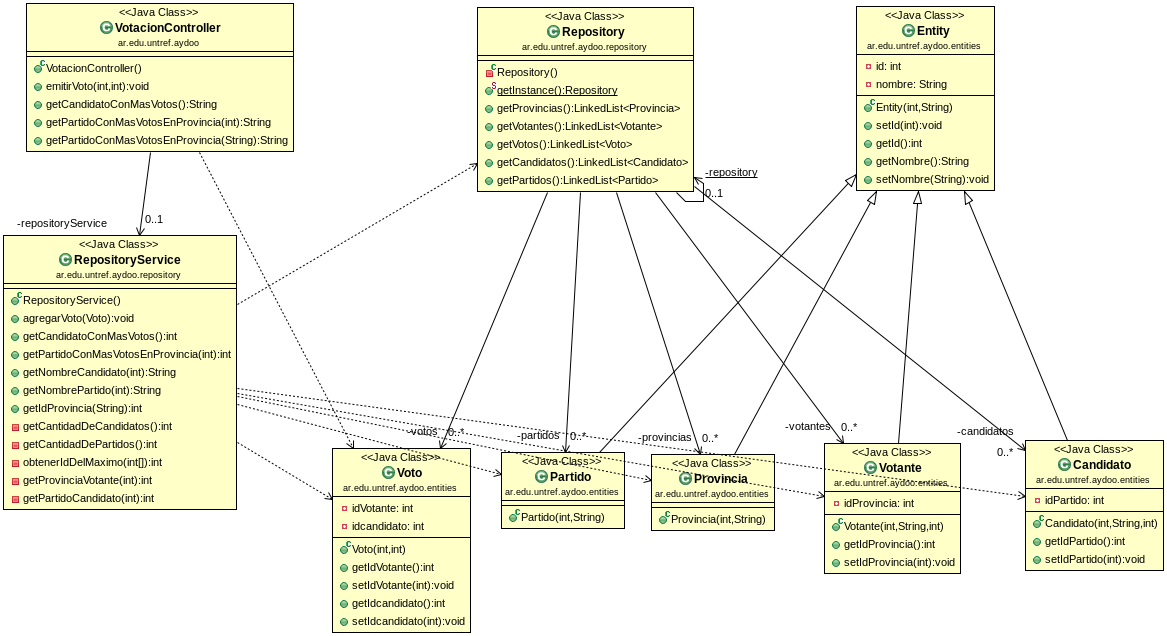 <<Java Class>>
VotacionController
ar.edu.untref.aydoo
VotacionController()
emitirVoto(int,int):void
getCandidatoConMasVotos():String
getPartidoConMasVotosEnProvincia(int):String
getPartidoConMasVotosEnProvincia(String):String
<<Java Class>>
Repository
ar.edu.untref.aydoo.repository
Repository()
getInstance():Repository
getProvincias():LinkedList<Provincia>
getVotantes():LinkedList<Votante>
getVotos():LinkedList<Voto>
getCandidatos():LinkedList<Candidato>
getPartidos():LinkedList<Partido>
<<Java Class>>
Entity
ar.edu.untref.aydoo.entities
id: int
nombre: String
Entity(int,String)
setId(int):void
getId():int
getNombre():String
setNombre(String):void
-repository
0..1
-repositoryService
0..1
<<Java Class>>
RepositoryService
ar.edu.untref.aydoo.repository
RepositoryService()
agregarVoto(Voto):void
getCandidatoConMasVotos():int
getPartidoConMasVotosEnProvincia(int):int
getNombreCandidato(int):String
getNombrePartido(int):String
getIdProvincia(String):int
getCantidadDeCandidatos():int
getCantidadDePartidos():int
obtenerIdDelMaximo(int[]):int
getProvinciaVotante(int):int
getPartidoCandidato(int):int
-votos
0..*
-partidos
0..*
-provincias
0..*
-votantes
0..*
-candidatos
0..*
<<Java Class>>
Voto
ar.edu.untref.aydoo.entities
idVotante: int
idcandidato: int
Voto(int,int)
getIdVotante():int
setIdVotante(int):void
getIdcandidato():int
setIdcandidato(int):void
<<Java Class>>
Partido
ar.edu.untref.aydoo.entities
Partido(int,String)
<<Java Class>>
Provincia
ar.edu.untref.aydoo.entities
Provincia(int,String)
<<Java Class>>
Votante
ar.edu.untref.aydoo.entities
idProvincia: int
Votante(int,String,int)
getIdProvincia():int
setIdProvincia(int):void
<<Java Class>>
Candidato
ar.edu.untref.aydoo.entities
idPartido: int
Candidato(int,String,int)
getIdPartido():int
setIdPartido(int):void